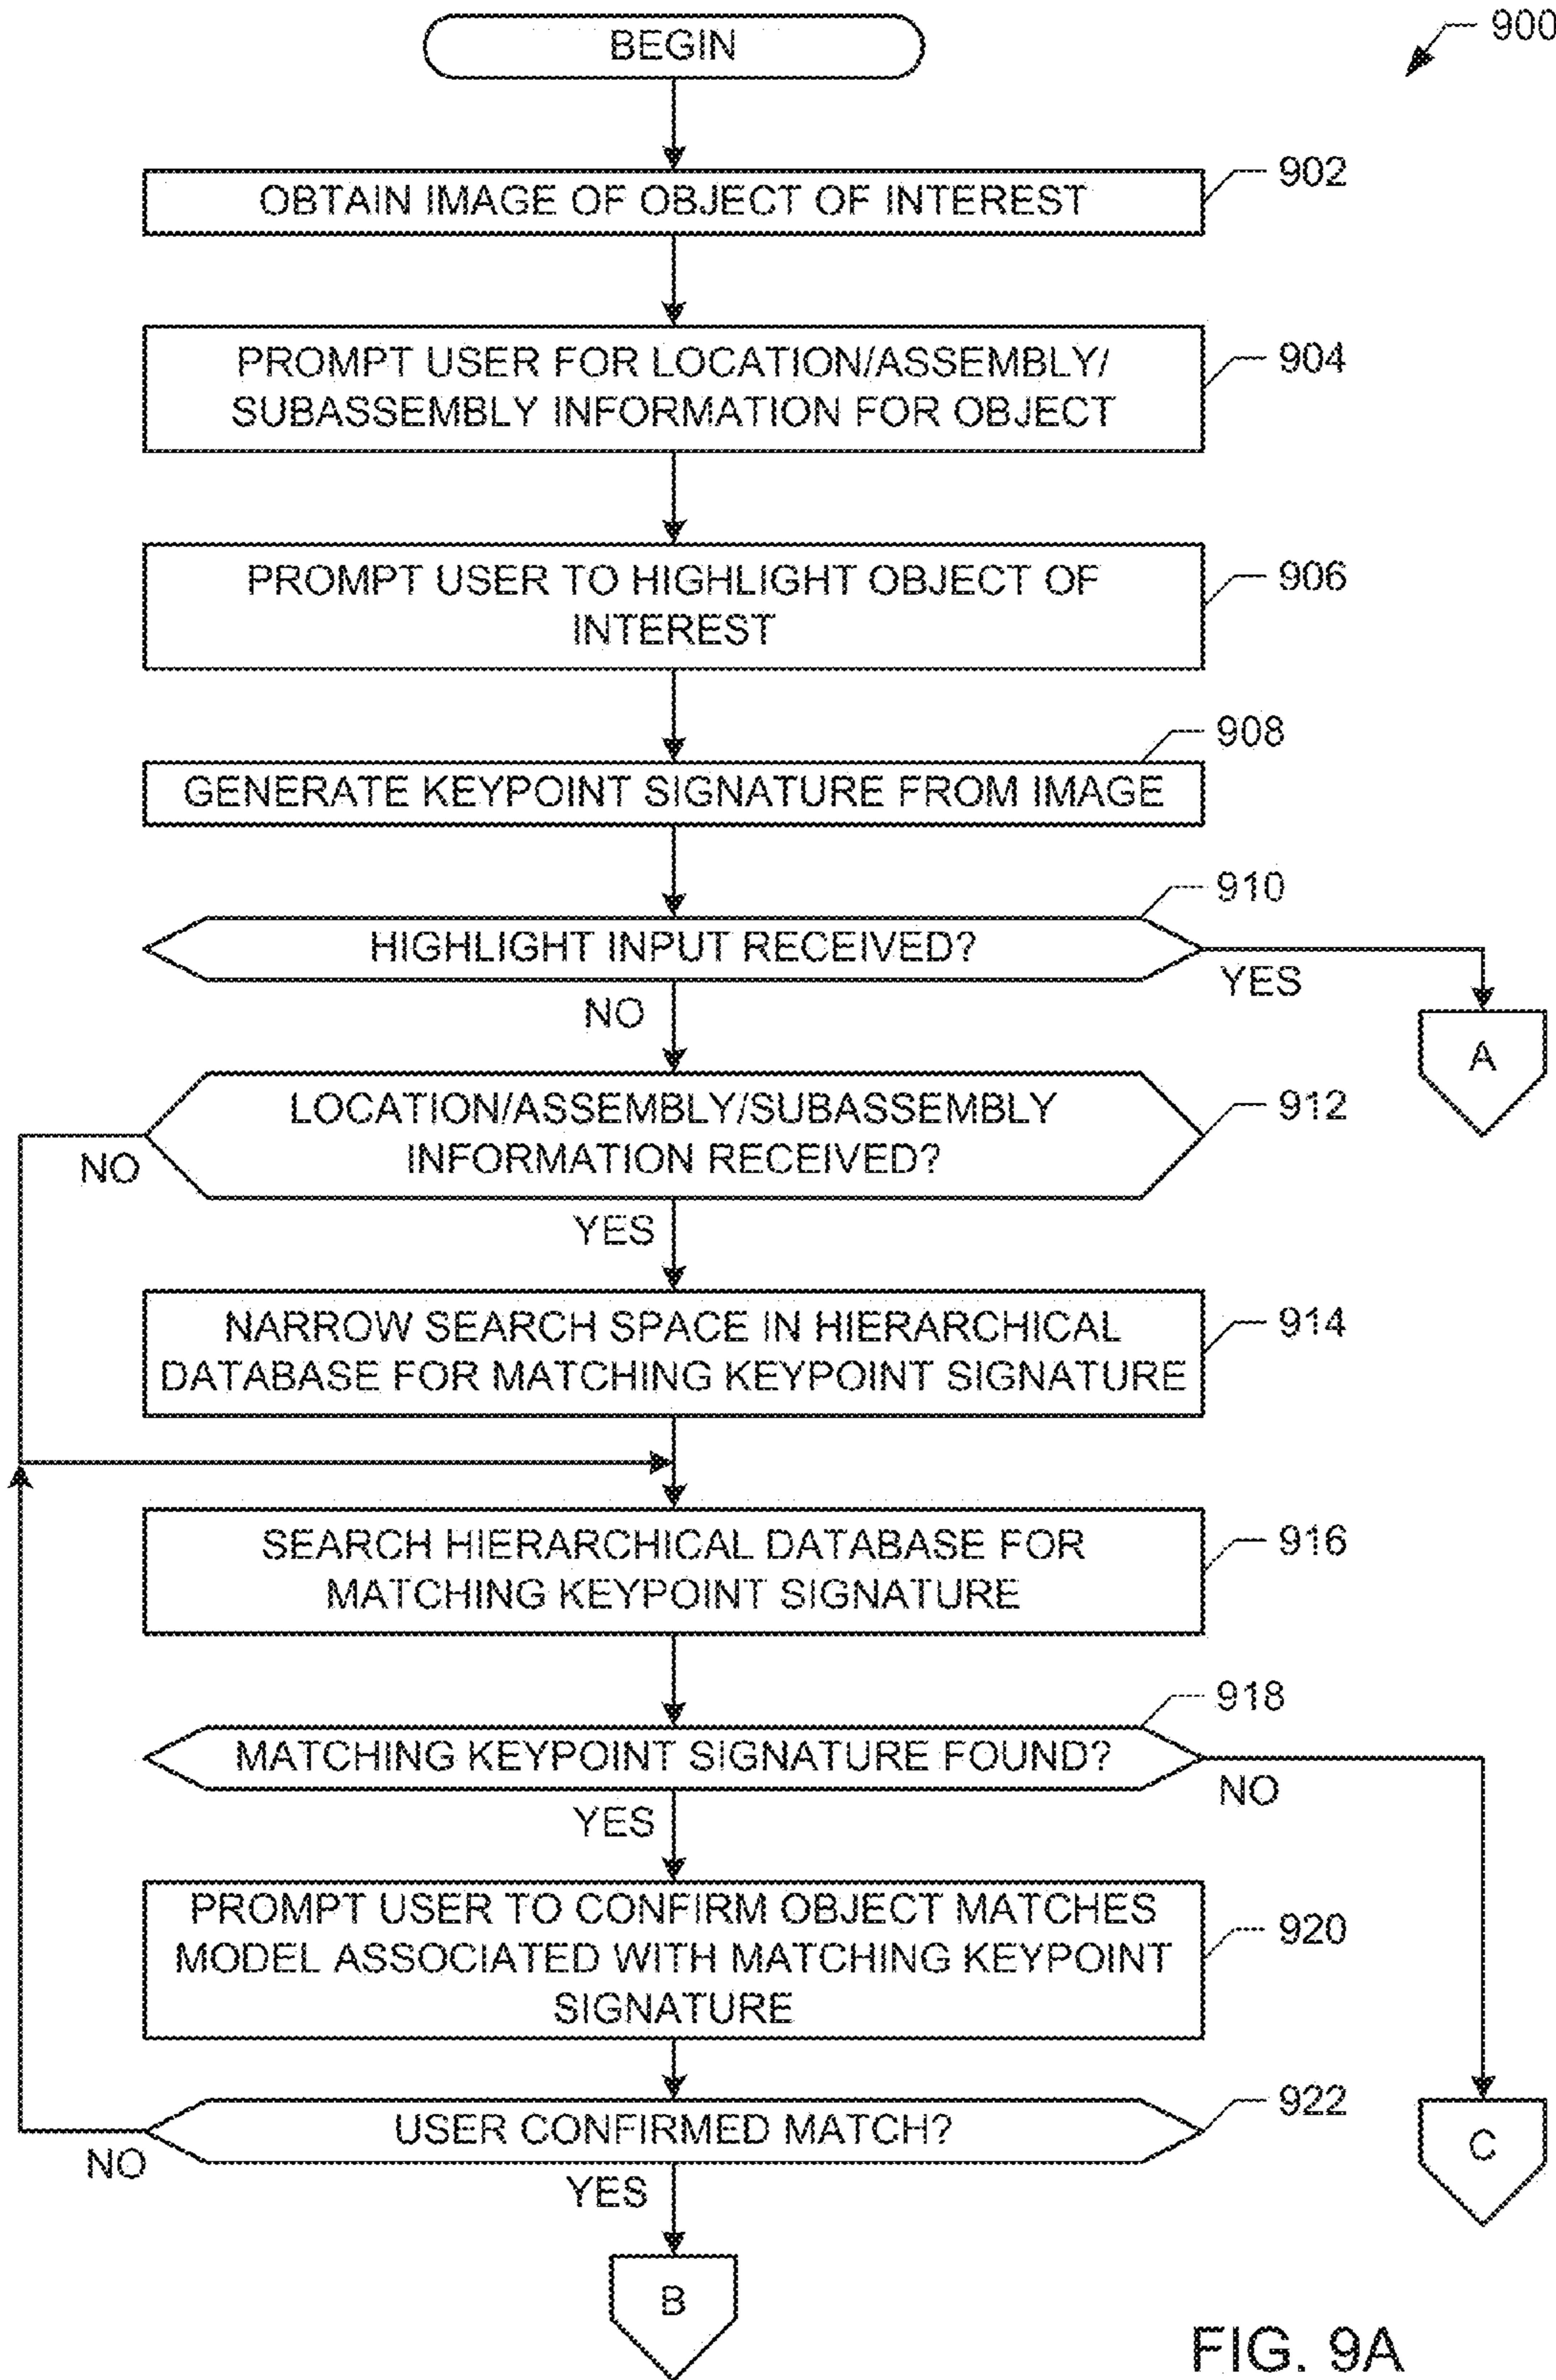 900
BEGIN
902
OBTAIN IMAGE OF OBJECT OF INTEREST
904
PROMPT USER FOR LOCATION/ASSEMBLY/
SUBASSEMBLY INFORMATION FOR OBJECT
906
PROMPT USER TO HIGHLIGHT OBJECT OF
INTEREST
908
GENERATE KEYPOINT SIGNATURE FROM IMAGE
910
HIGHLIGHT INPUT RECEIVED?
YES
NO
A
912
LOCATION/ASSEMBLY/SUBASSEMBLY
INFORMATION RECEIVED?
NO
YES
914
NARROW SEARCH SPACE IN HIERARCHICAL
DATABASE FOR MATCHING KEYPOINT SIGNATURE
916
SEARCH HIERARCHICAL DATABASE FOR
MATCHING KEYPOINT SIGNATURE
918
MATCHING KEYPOINT SIGNATURE FOUND?
NO
YES
920
PROMPT USER TO CONFIRM OBJECT MATCHES
MODEL ASSOCIATED WITH MATCHING KEYPOINT
SIGNATURE
922
USER CONFIRMED MATCH?
NO
YES
C
B
FIG. 9A